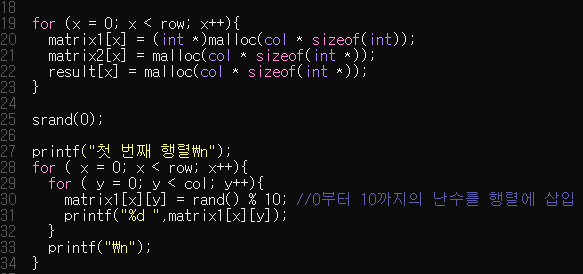 18
19 for (x = 0; x < row; x++){
20 matrix1[x] = (int *)malloc(col * sizeof(int));
21 matrix2[x] = malloc(col * sizeof(int *));
22 result[x] = malloc(col * sizeof(int *));
23 }
24
25 srand(0);
26
27 printf("첫 번째 행렬₩n");
28 for ( x = 0; x < row; x++){
29 for ( y = 0; y < col; y++){
30 matrix1[x][y] = rand() % 10; //0부터 10까지의 난수를 행렬에 삽입
31 printf("%d ",matrix1[x][y]);
32 }
33 printf("₩n");
34 }